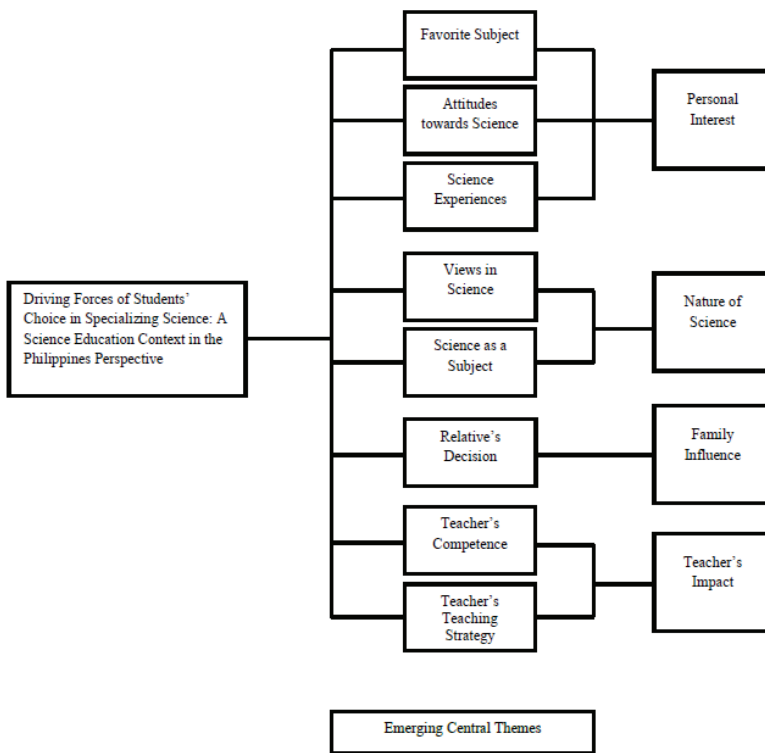 Favorite Subject
Attitudes
towards Science
Science
Experiences
Personal
Interest
Driving Forces of Students’
Choice in Specializing Science: A
Science Education Context in the
Philippines Perspective
Views in
Science
Science as a
Subject
Nature of
Science
Relative’s
Decision
Family
Influence
Teacher’s
Competence
Teacher’s
Teaching
Strategy
Teacher’s
Impact
Emerging Central Themes